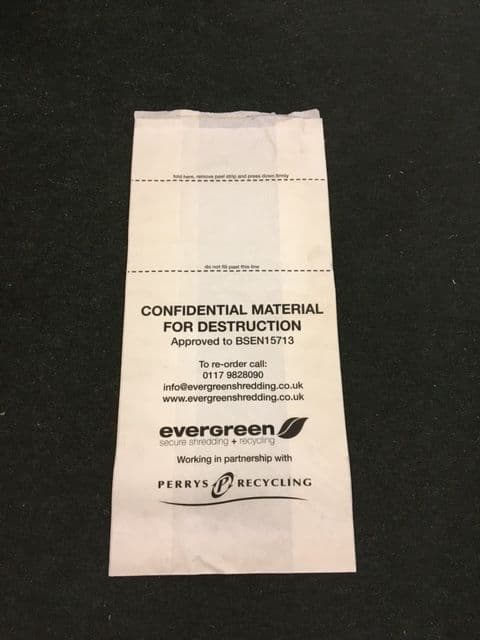 fold here, remove peel strip and press down firmly
do not fill past this line
CONFIDENTIAL MATERIAL
FOR DESTRUCTION
Approved to BSEN15713
To re-order call:
0117 9828090
info@evergreenshredding.co.uk
www.evergreenshredding.co.uk
evergreen
secure shredding + recycling
Working in partnership with
PERRYS P RECYCLING